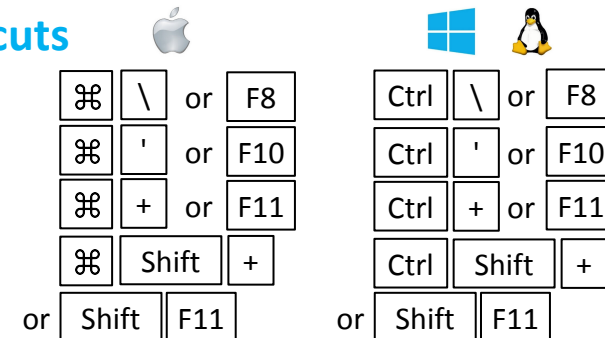 cuts
⌘ \ or F8 Ctrl \ or F8
⌘ ' or F10 Ctrl ' or F10
⌘ + or F11 Ctrl + or F11
⌘ Shift + Ctrl Shift +
or Shift F11 or Shift F11